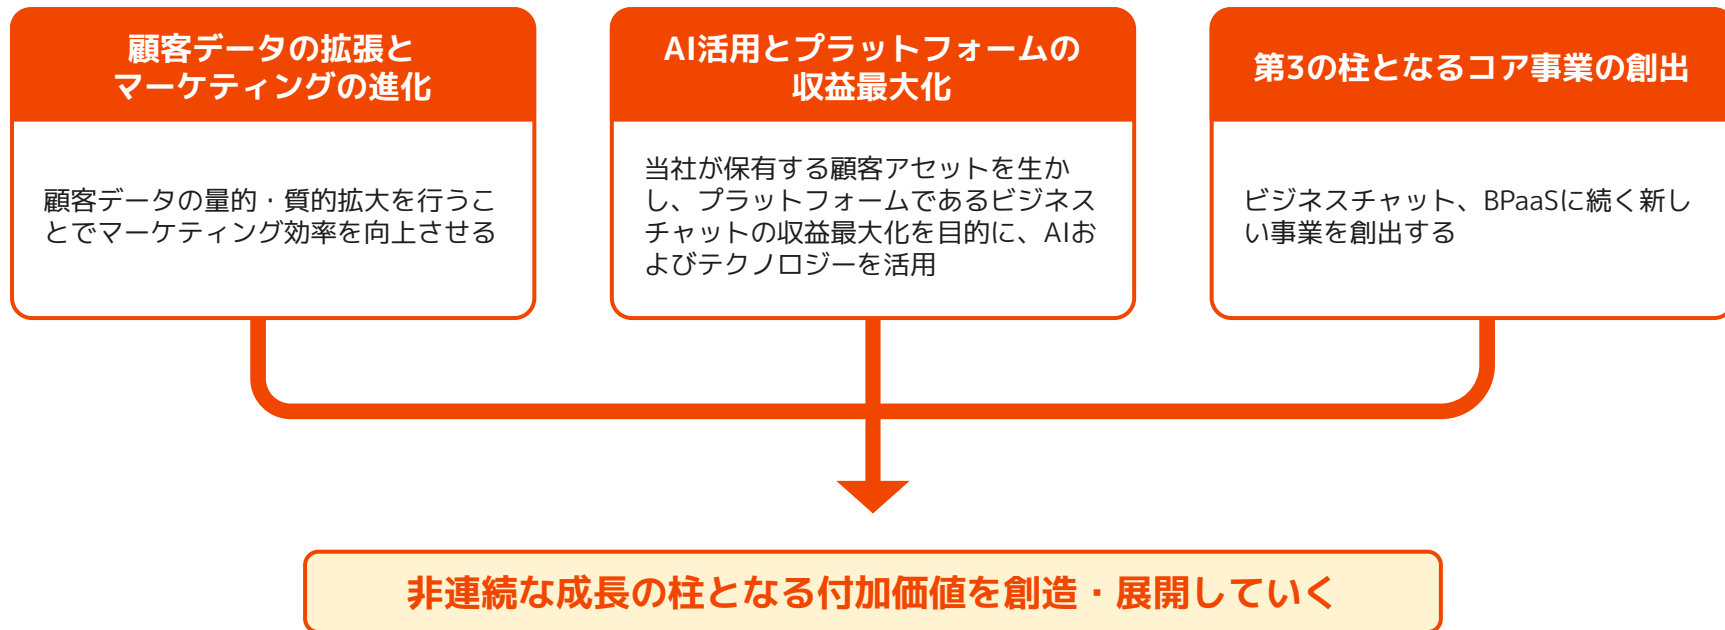 顧客データの拡張と
マーケティングの進化
顧客データの量的・質的拡大を行うこ
とでマーケティング効率を向上させる
AI活用とプラットフォームの
収益最大化
当社が保有する顧客アセットを生か
し、プラットフォームであるビジネス
チャットの収益最大化を目的に、AIお
よびテクノロジーを活用
第3の柱となるコア事業の創出
ビジネスチャット、BPaaSに続く新し
い事業を創出する
非連続な成長の柱となる付加価値を創造・展開していく